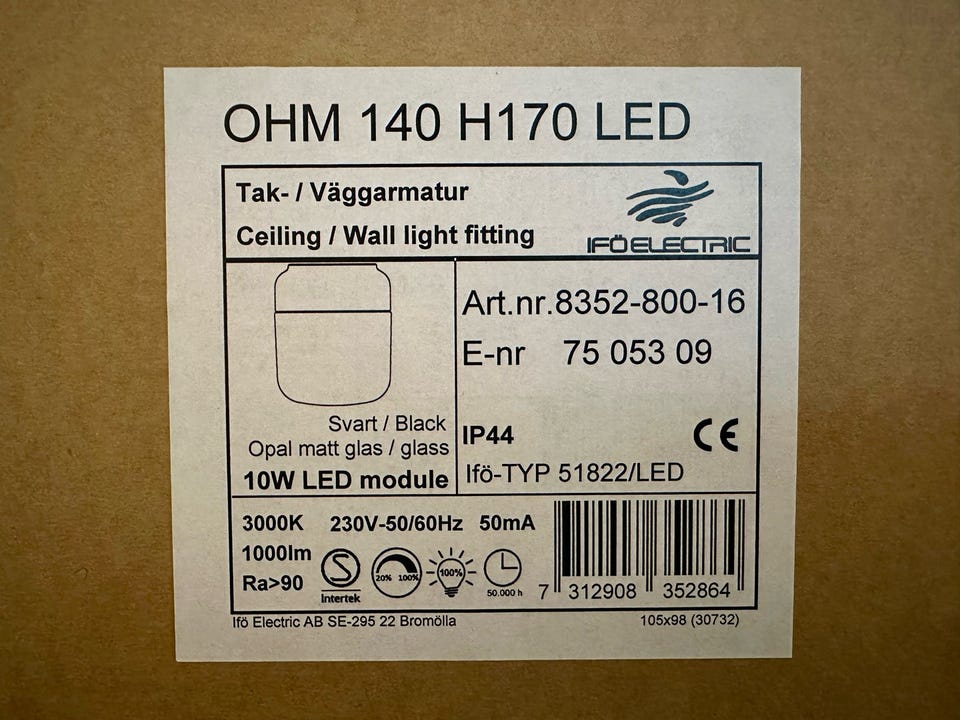 OHM 140 H170 LED
Tak- / Väggarmatur
Ceiling / Wall light fitting
IFÖ ELECTRIC
Art.nr.8352-800-16
E-nr 75 053 09
Svart / Black
Opal matt glas / glass
10W LED module
IP44
CE
Ifö-TYP 51822/LED
3000K 230V-50/60Hz 50mA
1000lm
Ra>90
S
Intertek
20% 100%
100%
50.000 h
7 312908 352864
Ifö Electric AB SE-295 22 Bromölla
105x98 (30732)